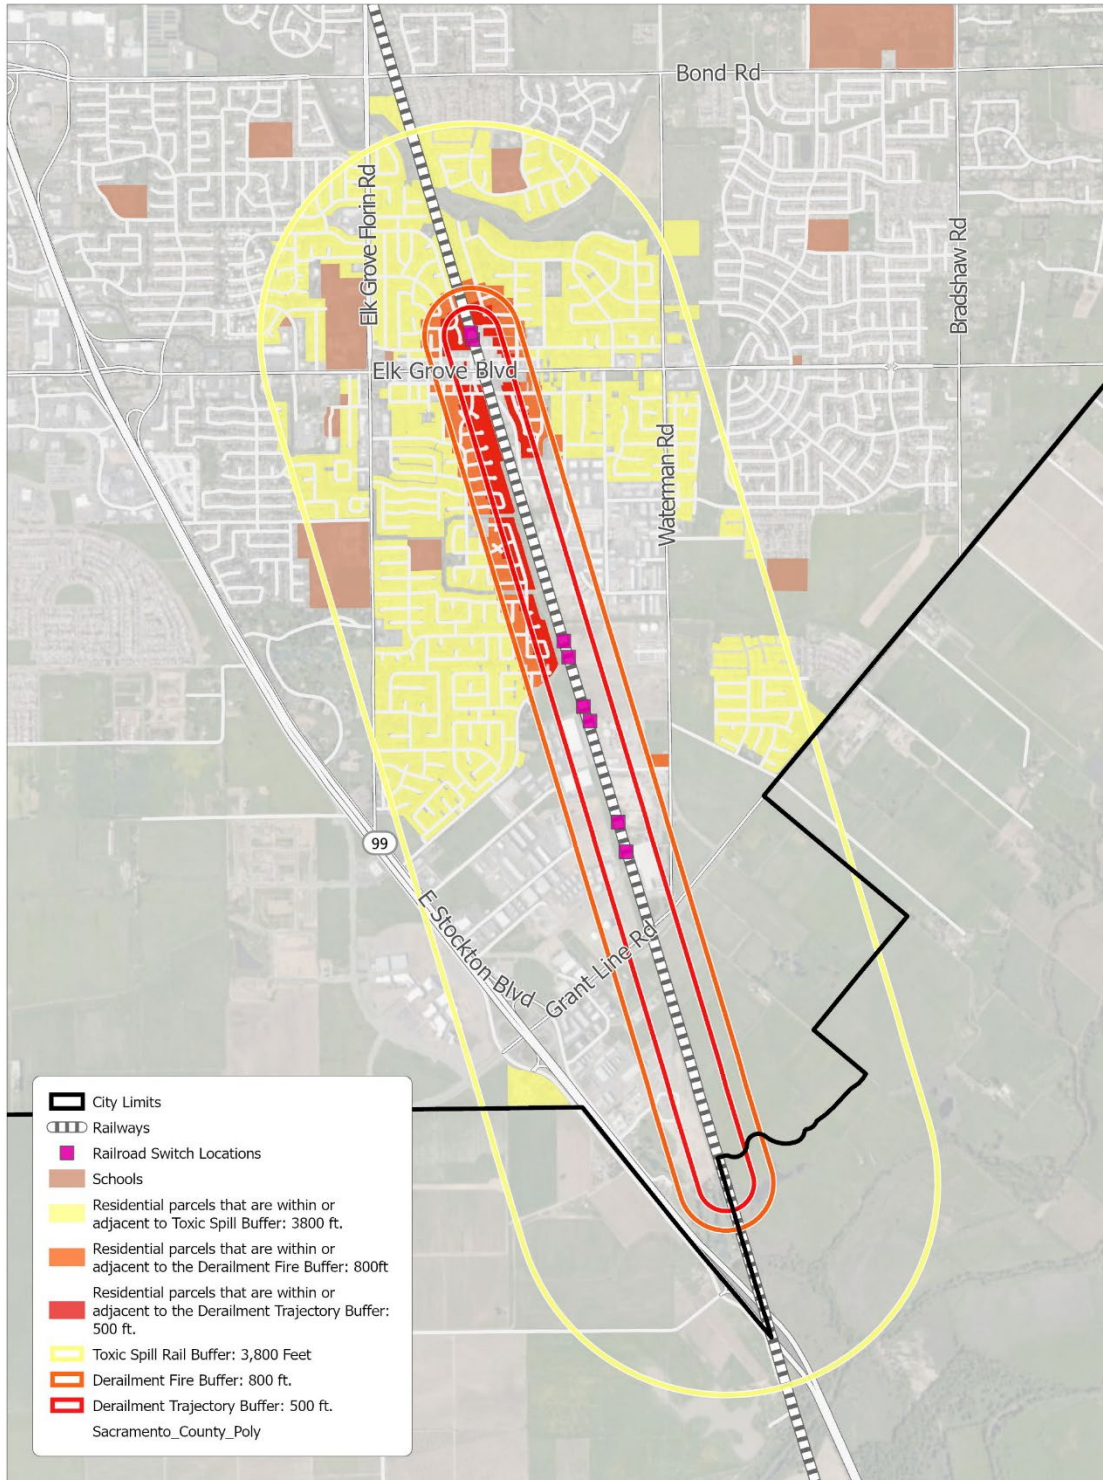 Bond Rd
Elk Grove Florin Rd
Bradshaw Rd
Elk Grove Blvd
Waterman Rd
99
E Stockton Blvd
Grant Line Rd
City Limits
Railways
Railroad Switch Locations
Schools
Residential parcels that are within or
adjacent to Toxic Spill Buffer: 3800 ft.
Residential parcels that are within or
adjacent to the Derailment Fire Buffer: 800ft
Residential parcels that are within or
adjacent to the Derailment Trajectory Buffer:
500 ft.
Toxic Spill Rail Buffer: 3,800 Feet
Derailment Fire Buffer: 800 ft.
Derailment Trajectory Buffer: 500 ft.
Sacramento_County_Poly